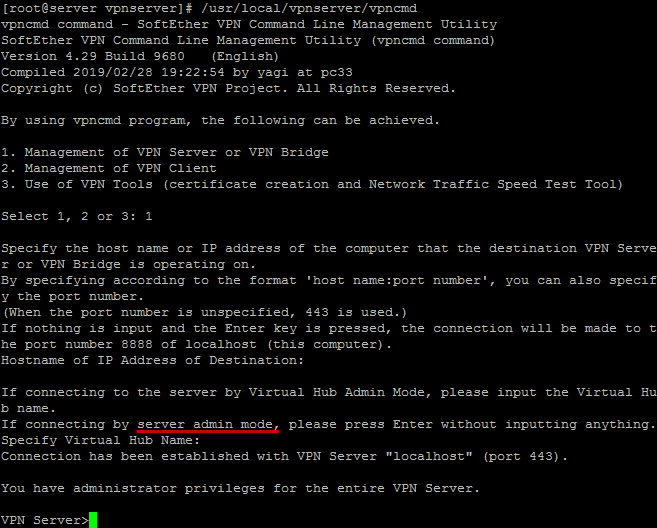 [root@server vpnserver]# /usr/local/vpnserver/vpncmd
vpncmd command - SoftEther VPN Command Line Management Utility
SoftEther VPN Command Line Management Utility (vpncmd command)
Version 4.29 Build 9680   (English)
Compiled 2019/02/28 19:22:54 by yagi at pc33
Copyright (c) SoftEther VPN Project. All Rights Reserved.

By using vpncmd program, the following can be achieved.

1. Management of VPN Server or VPN Bridge
2. Management of VPN Client
3. Use of VPN Tools (certificate creation and Network Traffic Speed Test Tool)

Select 1, 2 or 3: 1

Specify the host name or IP address of the computer that the destination VPN Serve
r or VPN Bridge is operating on.
By specifying according to the format 'host name:port number', you can also specif
y the port number.
(When the port number is unspecified, 443 is used.)
If nothing is input and the Enter key is pressed, the connection will be made to t
he port number 8888 of localhost (this computer).
Hostname of IP Address of Destination:

If connecting to the server by Virtual Hub Admin Mode, please input the Virtual Hu
b name.
If connecting by server admin mode, please press Enter without inputting anything.
Specify Virtual Hub Name:
Connection has been established with VPN Server "localhost" (port 443).

You have administrator privileges for the entire VPN Server.

VPN Server>